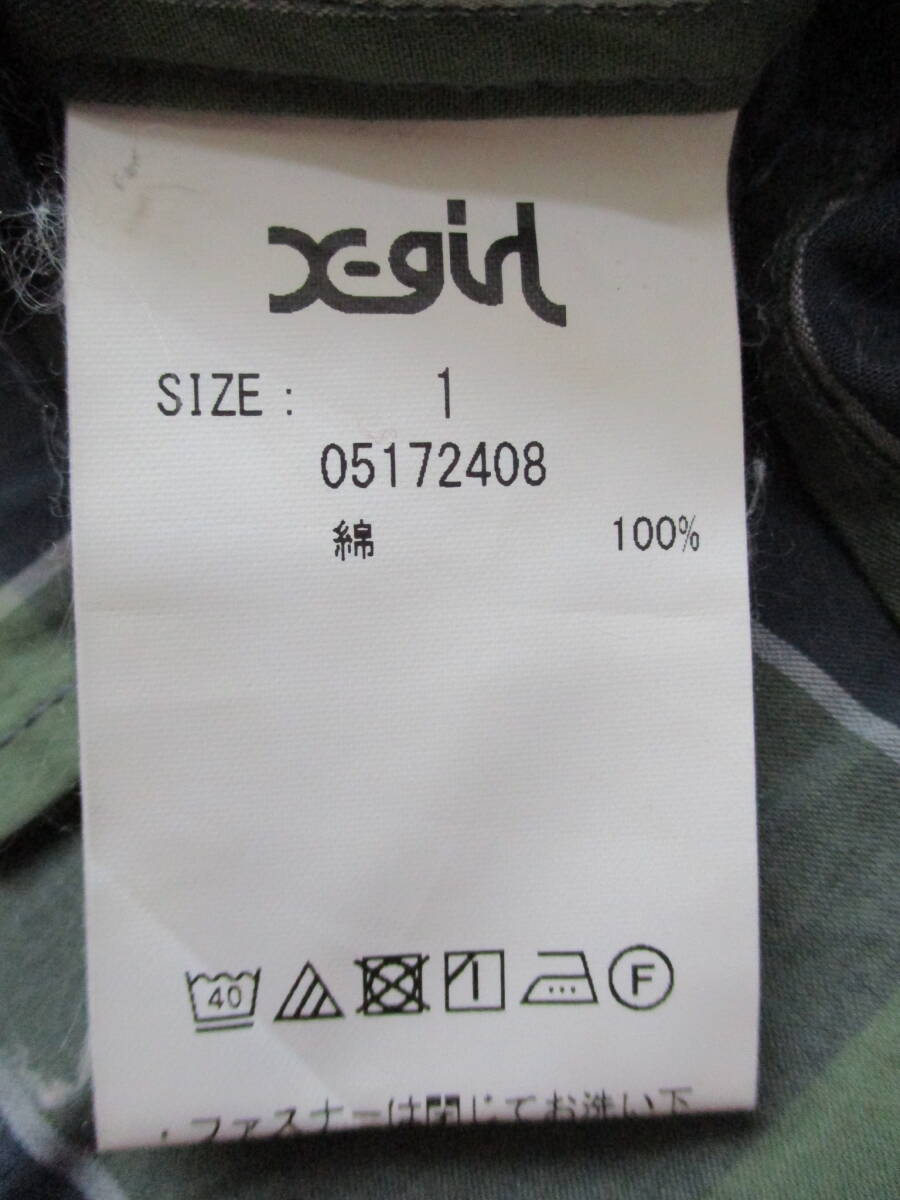 X-girl
SIZE : 1
05172408
綿 100%
40
F
・ファスナーは閉じてお洗い下